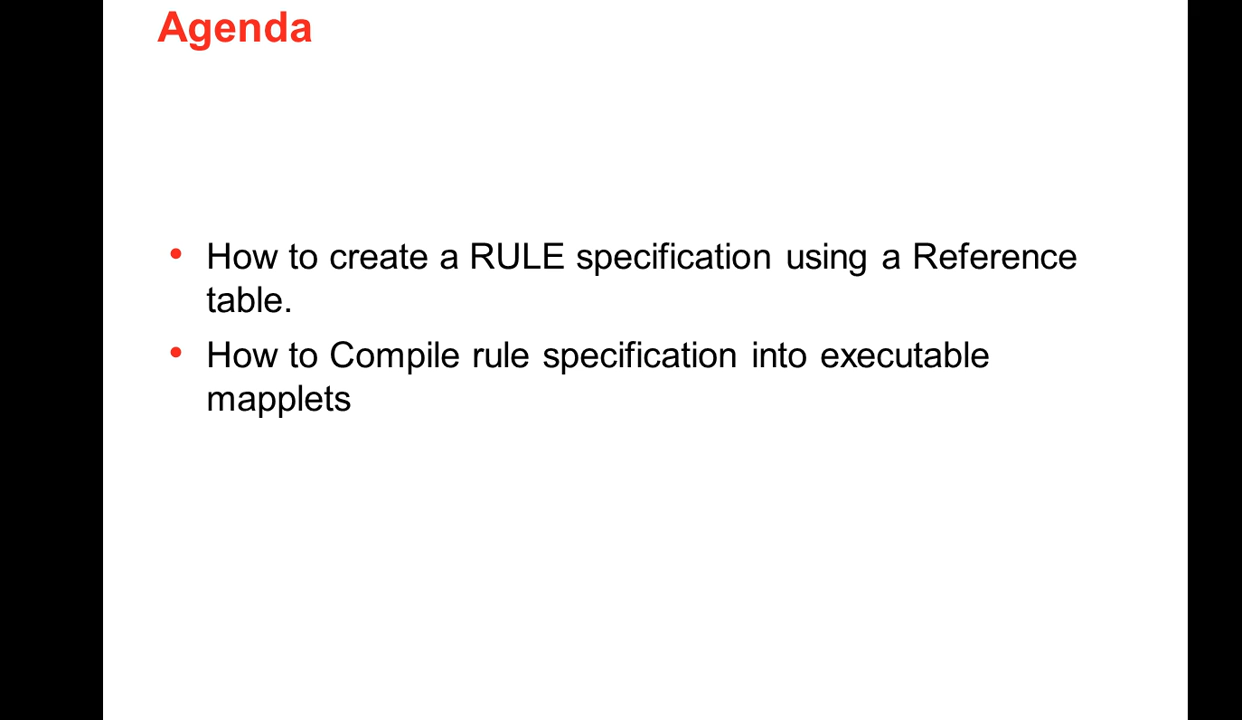 Agenda
• How to create a RULE specification using a Reference
table.
• How to Compile rule specification into executable
mapplets